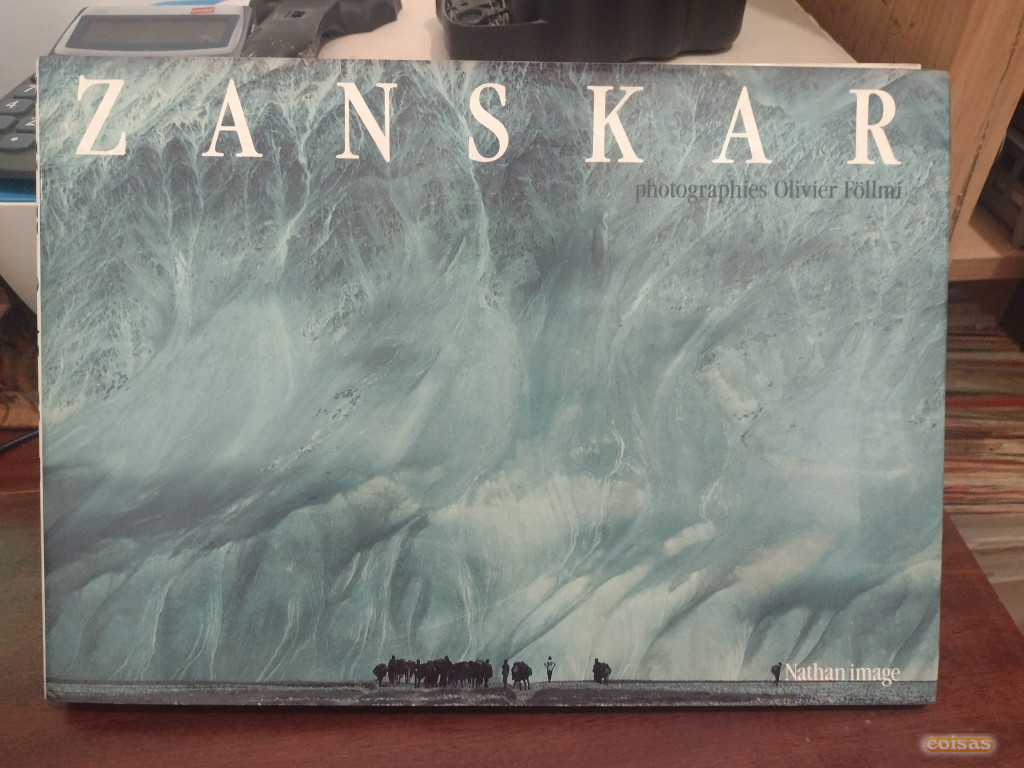 ZANSKAR
photographies Olivier Föllmi
Nathan image
coisas